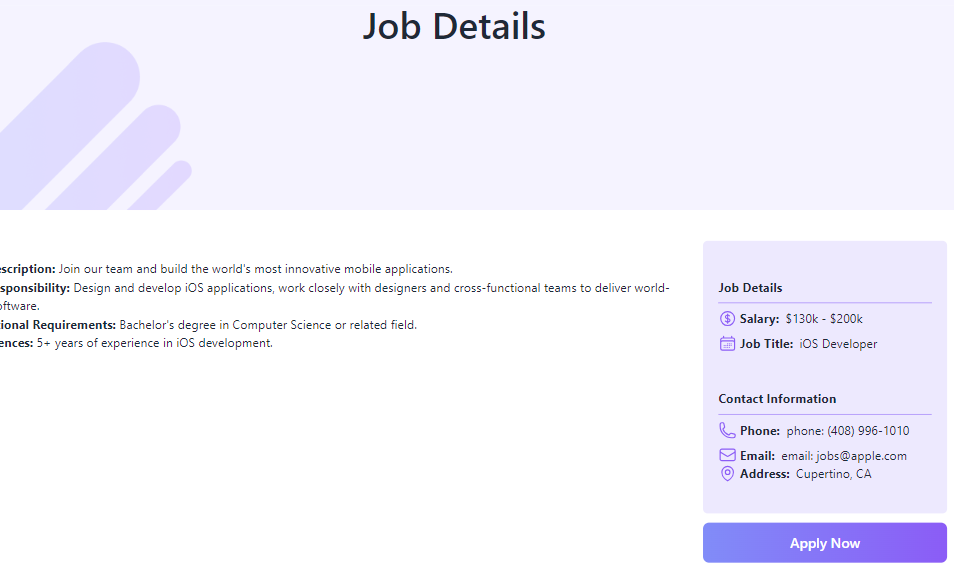 Job Details
escription: Join our team and build the world's most innovative mobile applications.
sponsibility: Design and develop iOS applications, work closely with designers and cross-functional teams to deliver world-
oftware.
ional Requirements: Bachelor's degree in Computer Science or related field.
ences: 5+ years of experience in iOS development.
Job Details
Salary: $130k - $200k
Job Title: iOS Developer
Contact Information
Phone: phone: (408) 996-1010
Email: email: jobs@apple.com
Address: Cupertino, CA
Apply Now